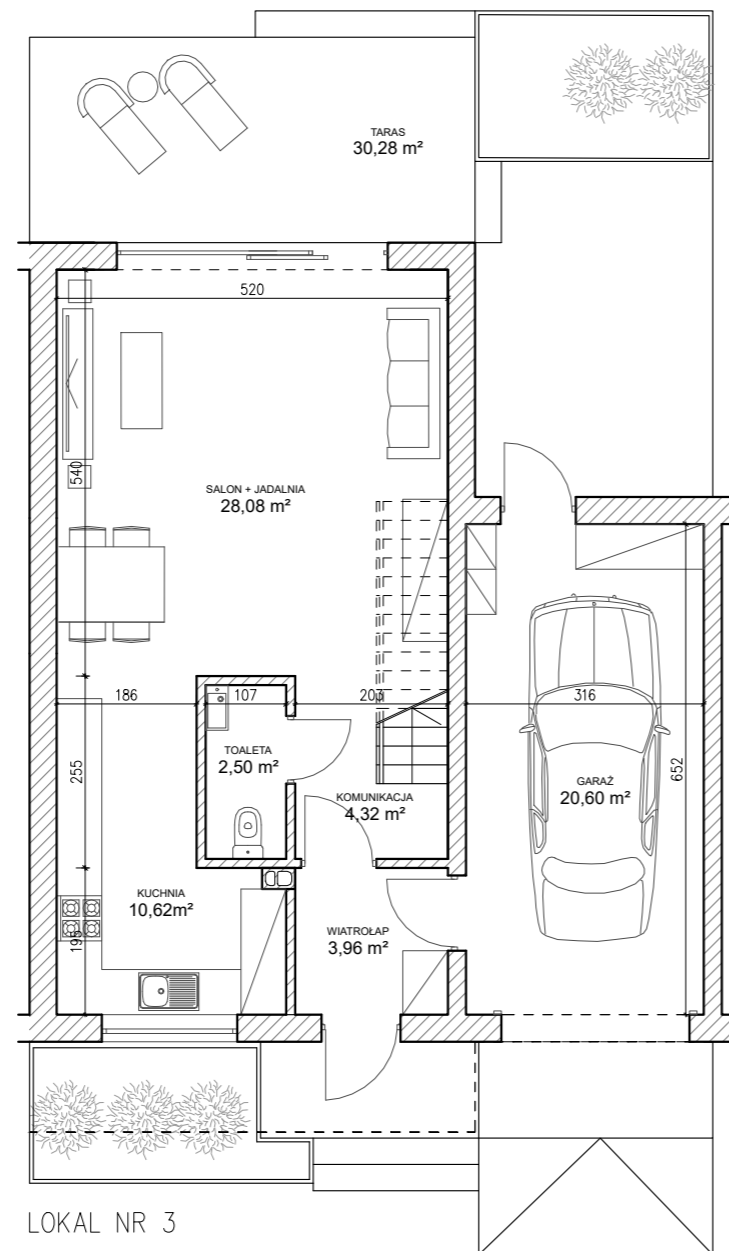 TARAS
30,28 m²
520
540
SALON + JADALNIA
28,08 m²
186
107
203
316
255
652
TOALETA
2,50 m²
GARAŻ
20,60 m²
KOMUNIKACJA
4,32 m²
KUCHNIA
10,62m²
195
WIATROŁAP
3,96 m²
LOKAL NR 3